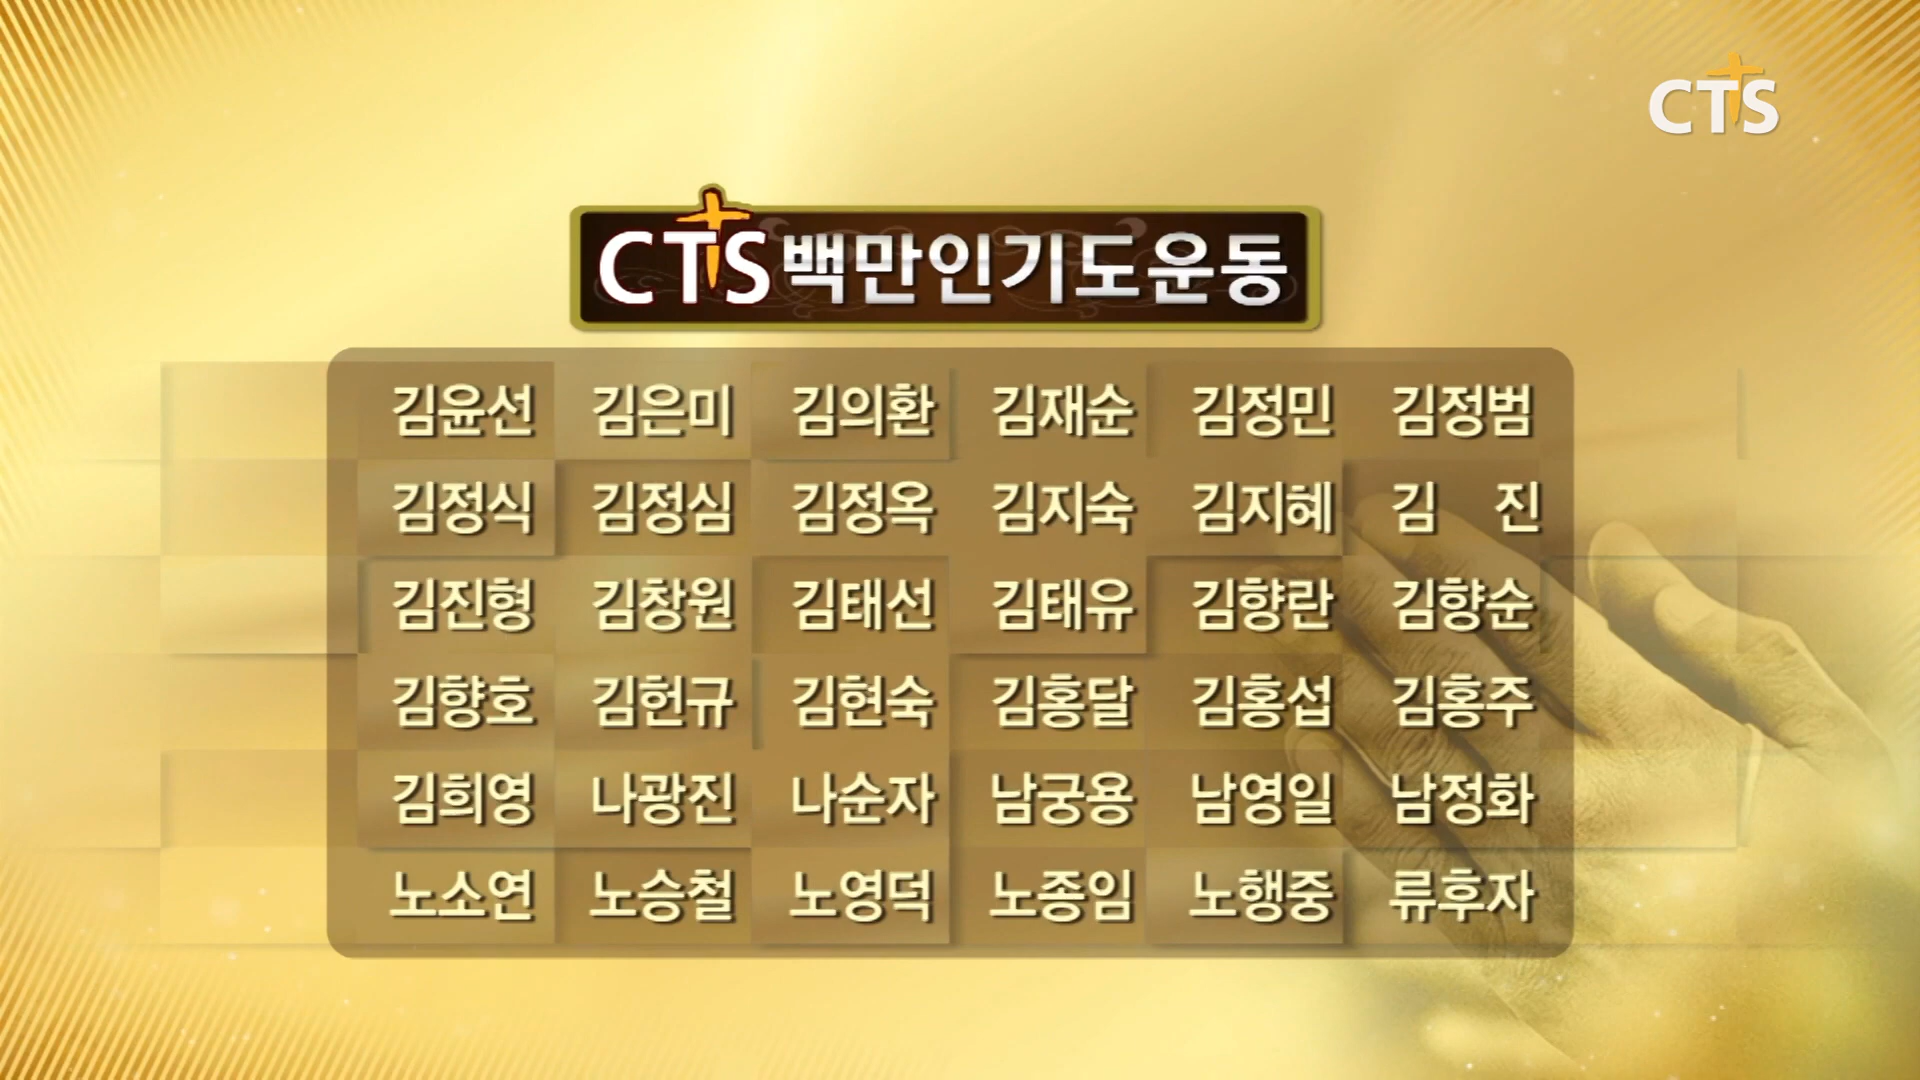 CTS
CTS백만인기도운동
김윤선 김은미 김의환 김재순 김정민 김정범
김정식 김정심 김정옥 김지숙 김지혜 김 진
김진형 김창원 김태선 김태유 김향란 김향순
김향호 김헌규 김현숙 김홍달 김홍섭 김홍주
김희영 나광진 나순자 남궁용 남영일 남정화
노소연 노승철 노영덕 노종임 노행중 류후자